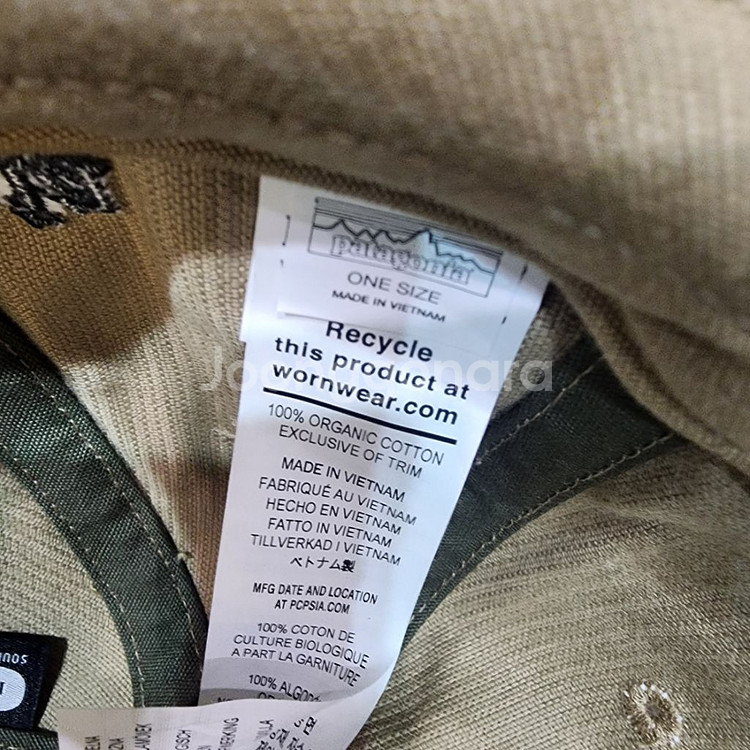 patagonia
ONE SIZE
MADE IN VIETNAM
Recycle
this product at
wornwear.com
100% ORGANIC COTTON
EXCLUSIVE OF TRIM
MADE IN VIETNAM
FABRIQUÉ AU VIETNAM
HECHO EN VIETNAM
FATTO IN VIETNAM
TILLVERKAD I VIETNAM
ベトナム製
MFG DATE AND LOCATION
AT PCPSIA.COM
100% COTON DE
CULTURE BIOLOGIQUE
A PART LA GARNITURE
100%